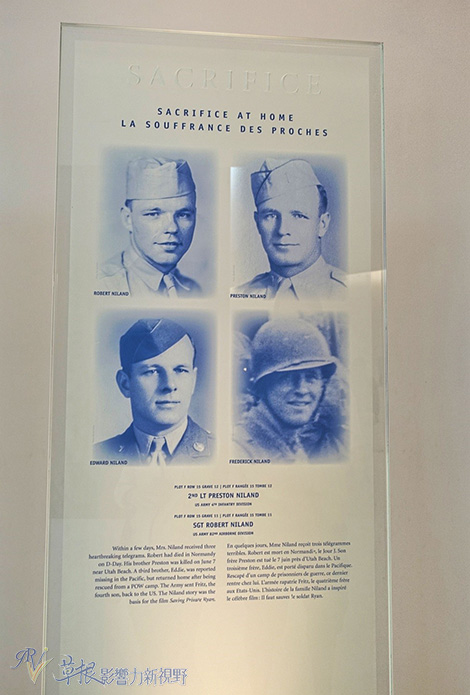 SACRIFICE
SACRIFICE AT HOME
LA SOUFFRANCE DES PROCHES
ROBERT NILAND
PRESTON NILAND
EDWARD NILAND
FREDERICK NILAND
PLOT F ROW 15 GRAVE 12 | PLOT F RANGÉE 15 TOMBE 12
2ND LT PRESTON NILAND
US ARMY 4TH INFANTRY DIVISION
PLOT F ROW 15 GRAVE 11 | PLOT F RANGÉE 15 TOMBE 11
SGT ROBERT NILAND
US ARMY 82ND AIRBORNE DIVISION
Within a few days, Mrs. Niland received three
heartbreaking telegrams. Robert had died in Normandy
on D-Day. His brother Preston was killed on June 7
near Utah Beach. A third brother, Eddie, was reported
missing in the Pacific, but returned home after being
rescued from a POW camp. The Army sent Fritz, the
fourth son, back to the US. The Niland story was the
basis for the film Saving Private Ryan.
En quelques jours, Mme Niland reçoit trois télégrammes
terribles. Robert est mort en Normandie, le Jour J. Son
frère Preston est tué le 7 juin près d'Utah Beach. Un
troisième frère, Eddie, est porté disparu dans le Pacifique.
Rescapé d'un camp de prisonniers de guerre, ce dernier
rentre chez lui. L'armée rapatrie Fritz, le quatrième frère
aux Etats-Unis. L'histoire de la famille Niland a inspiré
le célèbre film : Il faut sauver le soldat Ryan.
草根影響力新視野